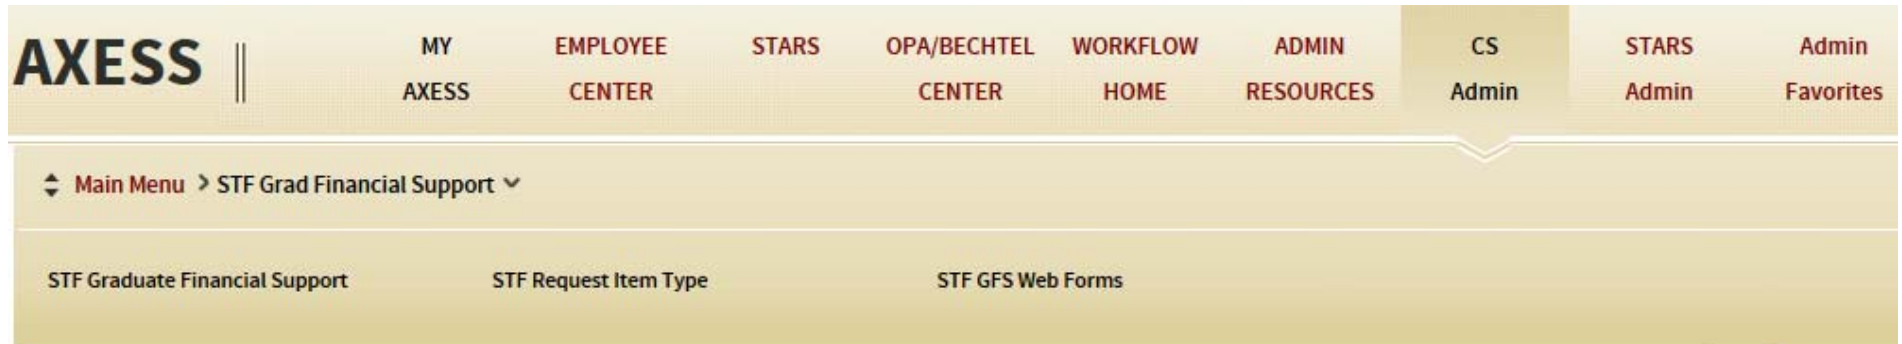 AXESS
MY EMPLOYEE STARS OPA/BECHTEL WORKFLOW ADMIN CS STARS Admin
AXESS CENTER CENTER HOME RESOURCES Admin Admin Favorites
Main Menu > STF Grad Financial Support
STF Graduate Financial Support STF Request Item Type STF GFS Web Forms